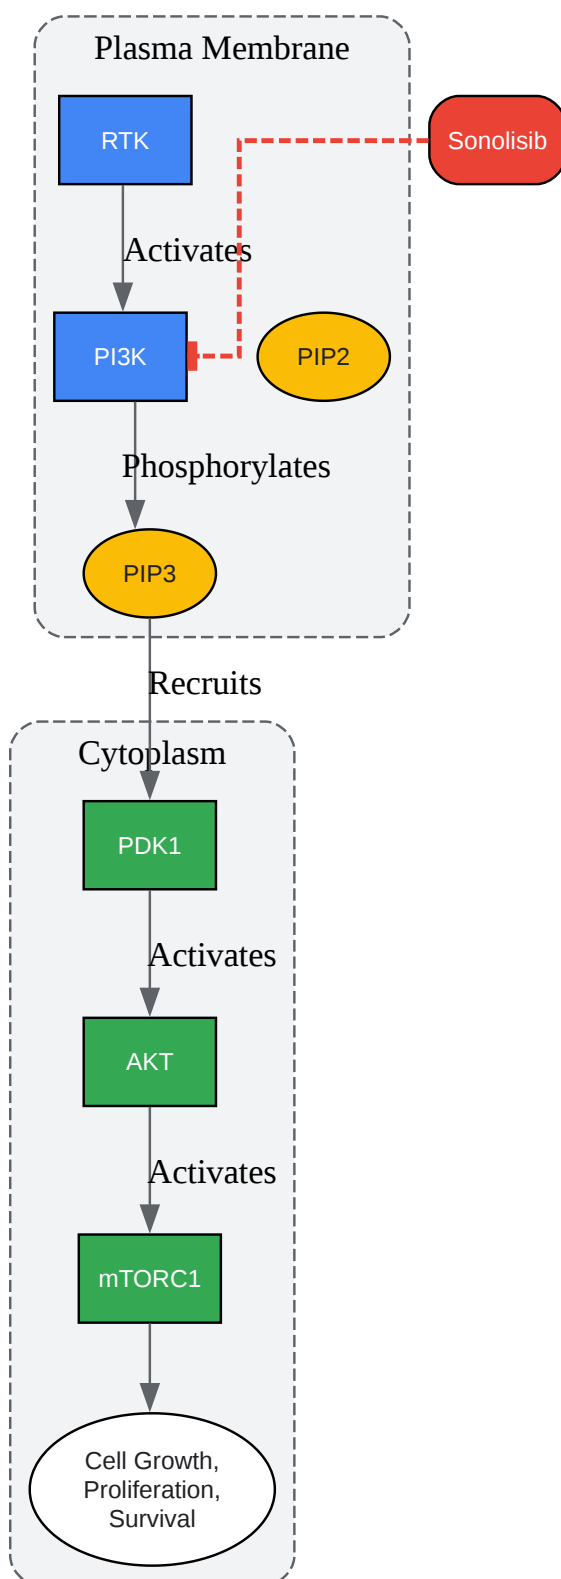 Plasma Membrane
RTK
Sonolisib
Activates
PI3K
PIP2
Phosphorylates
PIP3
Recruits
Cytoplasm
PDK1
Activates
AKT
Activates
mTORC1
Cell Growth,
Proliferation,
Survival